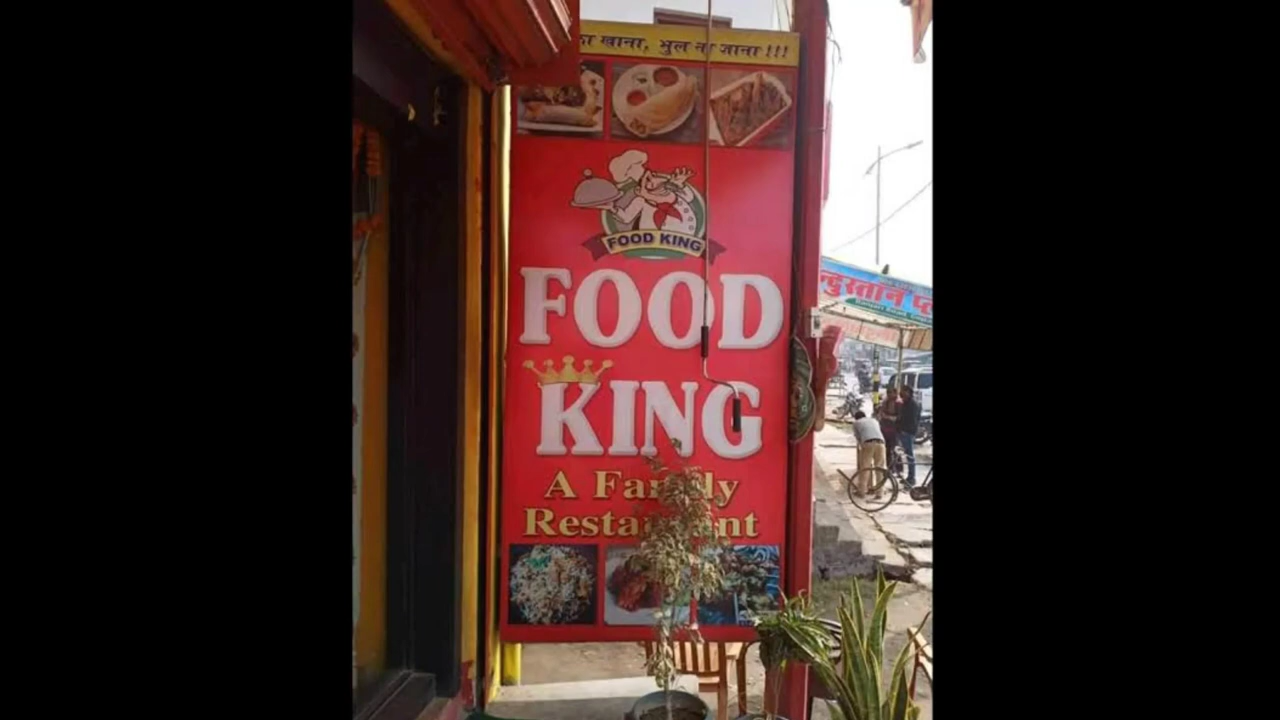 खाना, भुल ना जाना !!!
FOOD KING
FOOD
KING
A Family
Restaurant
न्दुस्तान